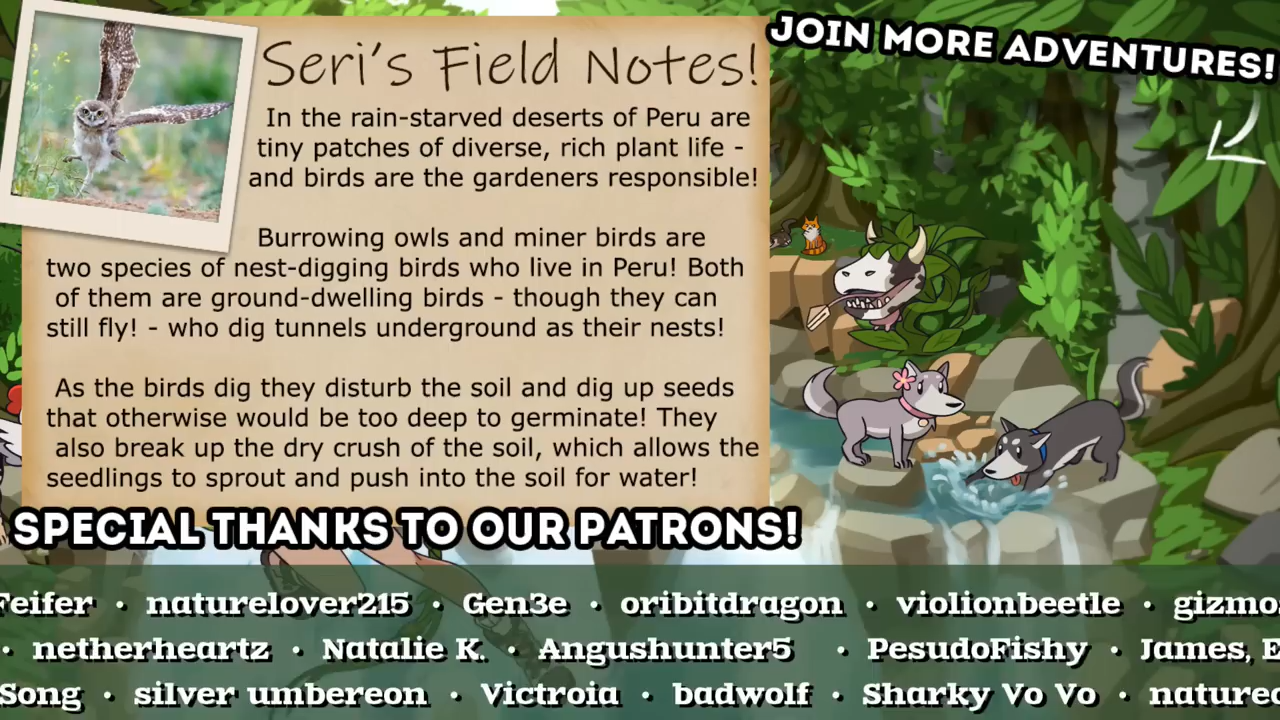 Seri's Field Notes!
JOIN MORE ADVENTURES!
In the rain-starved deserts of Peru are
tiny patches of diverse, rich plant life -
and birds are the gardeners responsible!
Burrowing owls and miner birds are
two species of nest-digging birds who live in Peru! Both
of them are ground-dwelling birds - though they can
still fly! - who dig tunnels underground as their nests!
As the birds dig they disturb the soil and dig up seeds
that otherwise would be too deep to germinate! They
also break up the dry crush of the soil, which allows the
seedlings to sprout and push into the soil for water!
SPECIAL THANKS TO OUR PATRONS!
Feifer · naturelover215 · Gen3e · oribitdragon · violionbeetle ·
· netherheartz · Natalie K. · Angushunter5 · PesudoFishy · James,
Song · silver umbereon · Victroia · badwolf · Sharky Vo Vo ·